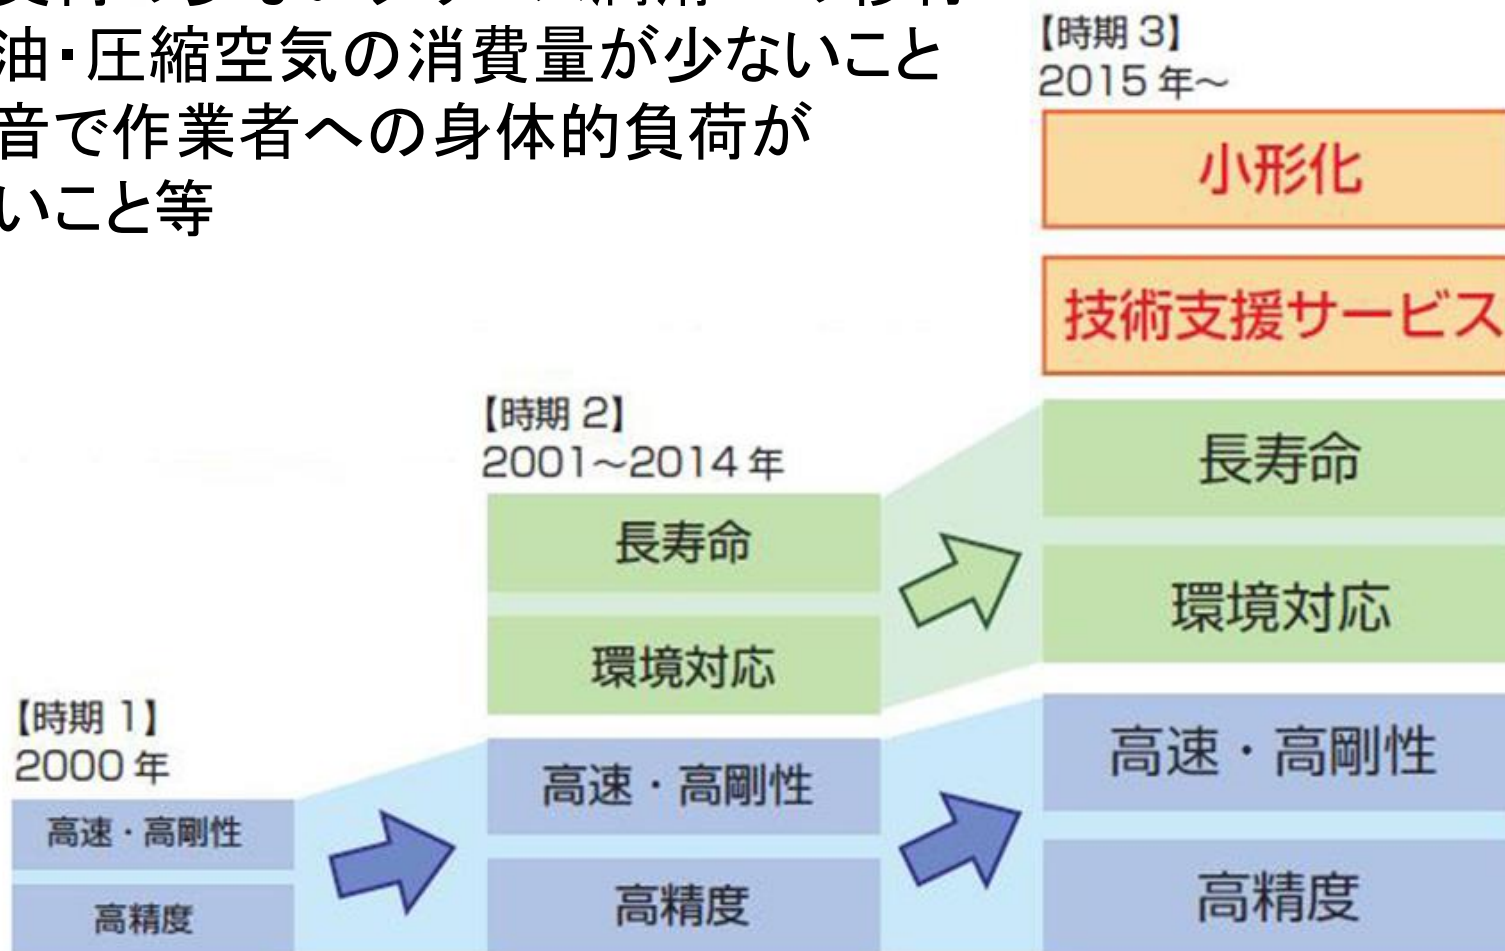 油・圧縮空気の消費量が少ないこと
音で作業者への身体的負荷が
いこと等
【時期 3】
2015 年～
小形化
技術支援サービス
長寿命
環境対応
高速・高剛性
高精度
【時期 2】
2001～2014 年
長寿命
環境対応
高速・高剛性
高精度
【時期 1】
2000 年
高速・高剛性
高精度